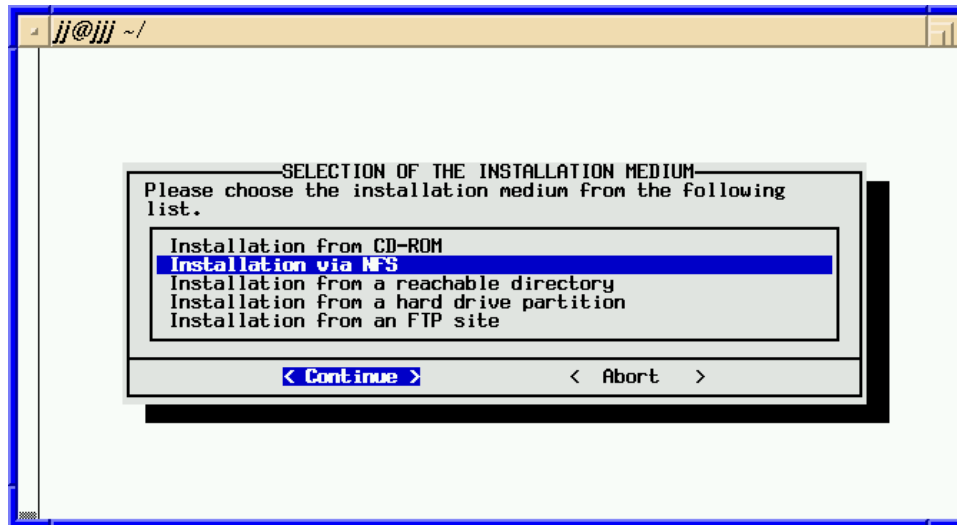 jj@jjj ~/
SELECTION OF THE INSTALLATION MEDIUM
Please choose the installation medium from the following
list.
Installation from CD-ROM
Installation via NFS
Installation from a reachable directory
Installation from a hard drive partition
Installation from an FTP site
< Continue > < Abort >